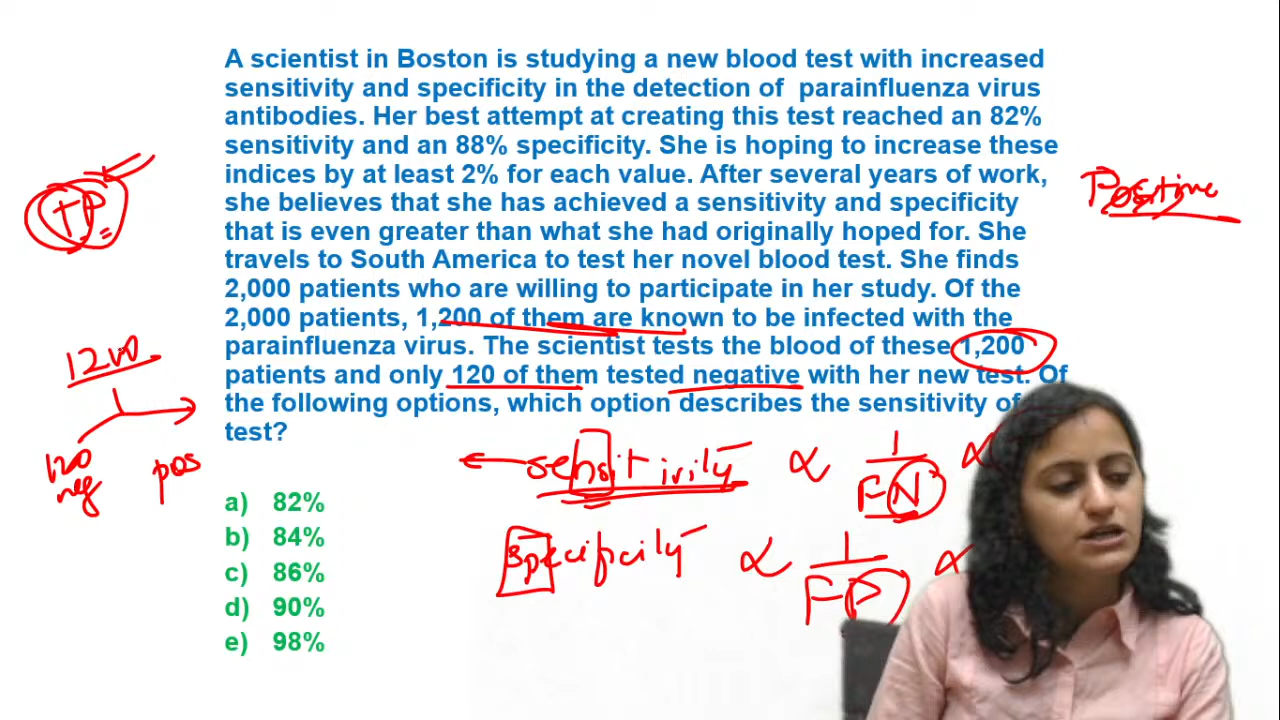 A scientist in Boston is studying a new blood test with increased
sensitivity and specificity in the detection of parainfluenza virus
antibodies. Her best attempt at creating this test reached an 82%
sensitivity and an 88% specificity. She is hoping to increase these
indices by at least 2% for each value. After several years of work,
she believes that she has achieved a sensitivity and specificity
that is even greater than what she had originally hoped for. She
travels to South America to test her novel blood test. She finds
2,000 patients who are willing to participate in her study. Of the
2,000 patients, 1,200 of them are known to be infected with the
parainfluenza virus. The scientist tests the blood of these 1,200
patients and only 120 of them tested negative with her new test. Of
the following options, which option describes the sensitivity of
test?
TP
Positive
1200
120
neg
pos
sensitivity ∝ 1/FN ∝
specificity ∝ 1/FP ∝
a) 82%
b) 84%
c) 86%
d) 90%
e) 98%